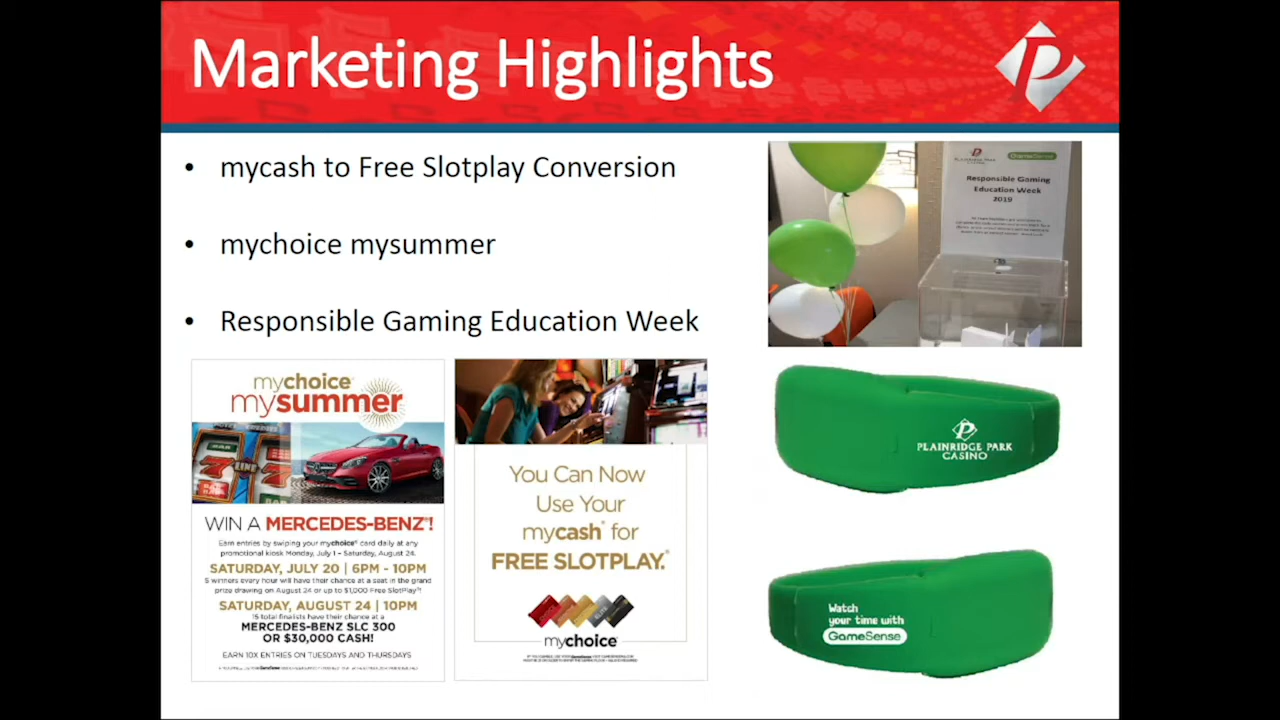 Marketing Highlights
• mycash to Free Slotplay Conversion
• mychoice mysummer
• Responsible Gaming Education Week
PLAINRIDGE PARK
GameSense
Responsible Gaming
Education Week
2019
mychoice®
mysummer
WIN A MERCEDES-BENZ®!
Earn entries by swiping your mychoice® card daily at any
promotional kiosk Monday, July 1 – Saturday, August 24.
SATURDAY, JULY 20 | 6PM - 10PM
5 winners every hour will have their chance at a seat in the grand
prize drawing on August 24 or up to $1,000 Free SlotPlay®!
SATURDAY, AUGUST 24 | 10PM
15 total finalists have their chance at a
MERCEDES-BENZ SLC 300
OR $30,000 CASH!
EARN 10X ENTRIES ON TUESDAYS AND THURSDAYS
You Can Now
Use Your
mycash® for
FREE SLOTPLAY.®
mychoice®
PLAINRIDGE PARK
CASINO
Watch
your time with
GameSense